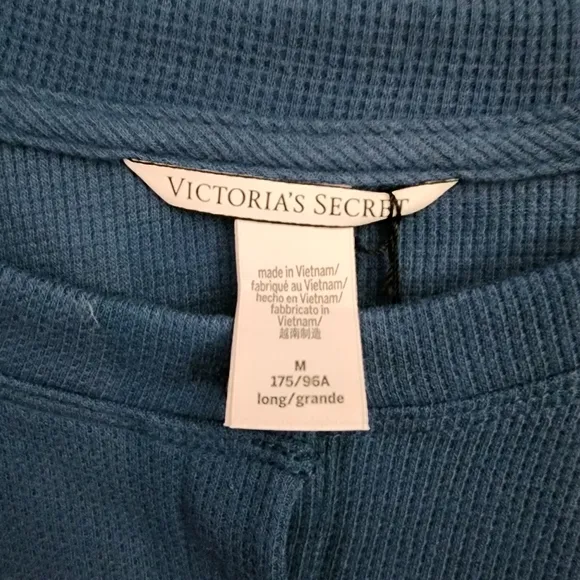 VICTORIA'S SECRET
made in Vietnam/
fabriqué au Vietnam/
hecho en Vietnam/
fabbricato in
Vietnam/
越南制造
M
175/96A
long/grande